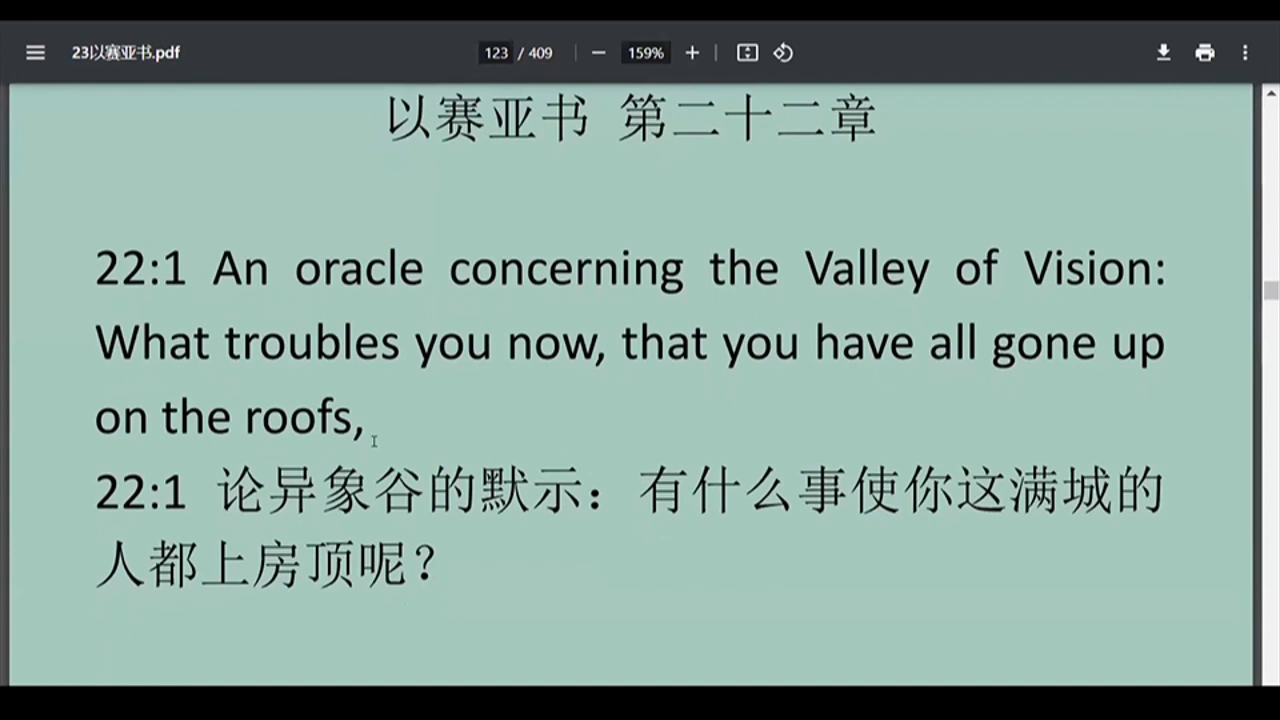 23以赛亚书.pdf 123 / 409 159%
以赛亚书 第二十二章
22:1 An oracle concerning the Valley of Vision:
What troubles you now, that you have all gone up
on the roofs,
22:1 论异象谷的默示：有什么事使你这满城的
人都上房顶呢？